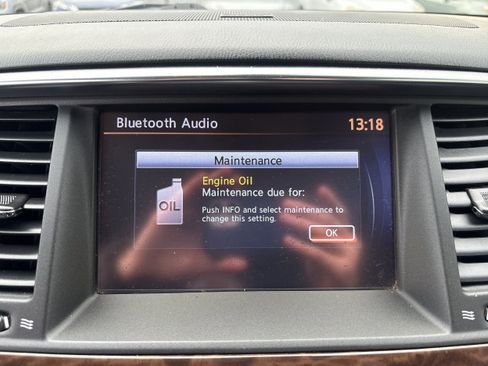 Bluetooth Audio 13:18
Maintenance
Engine Oil
Maintenance due for:
OIL
Push INFO and select maintenance to
change this setting.
OK